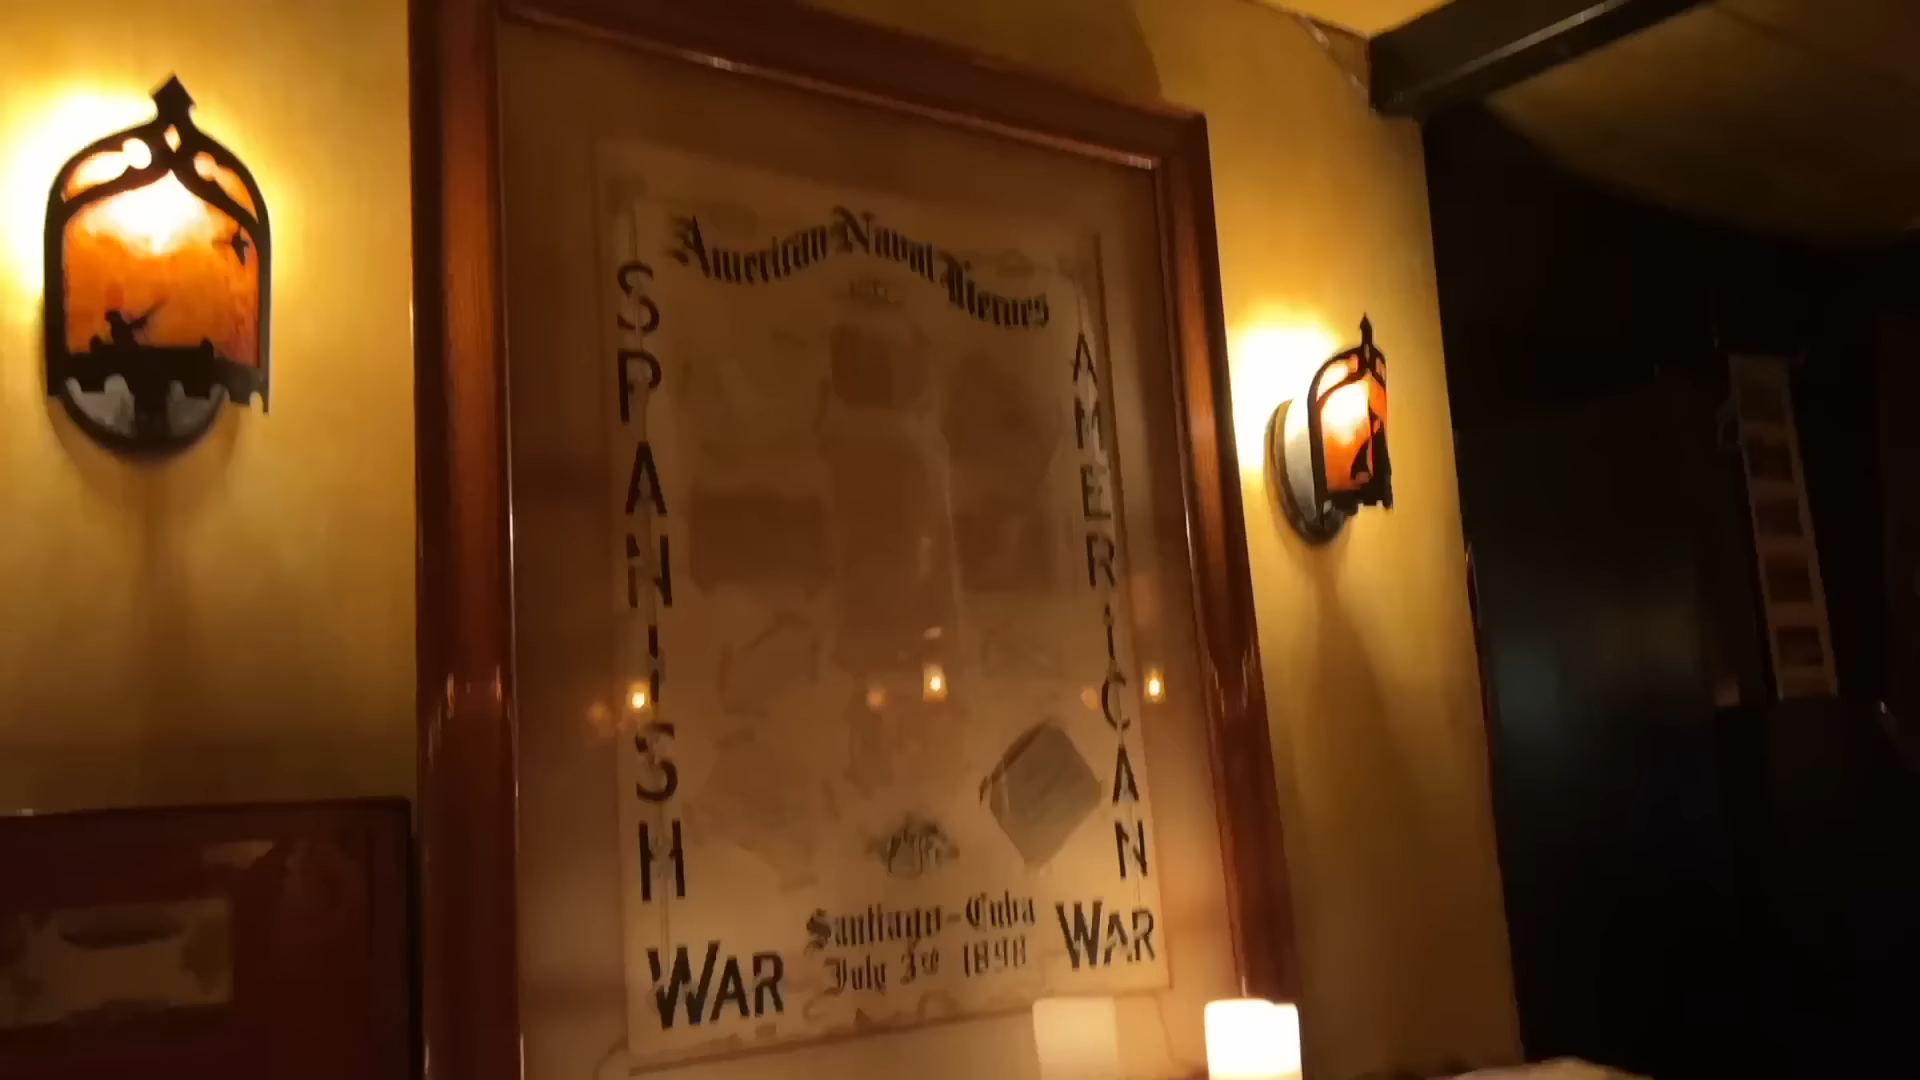 American Naval Heroes
SPANISH
AMERICAN
WAR
Santiago-Cuba
July 3rd 1898
WAR